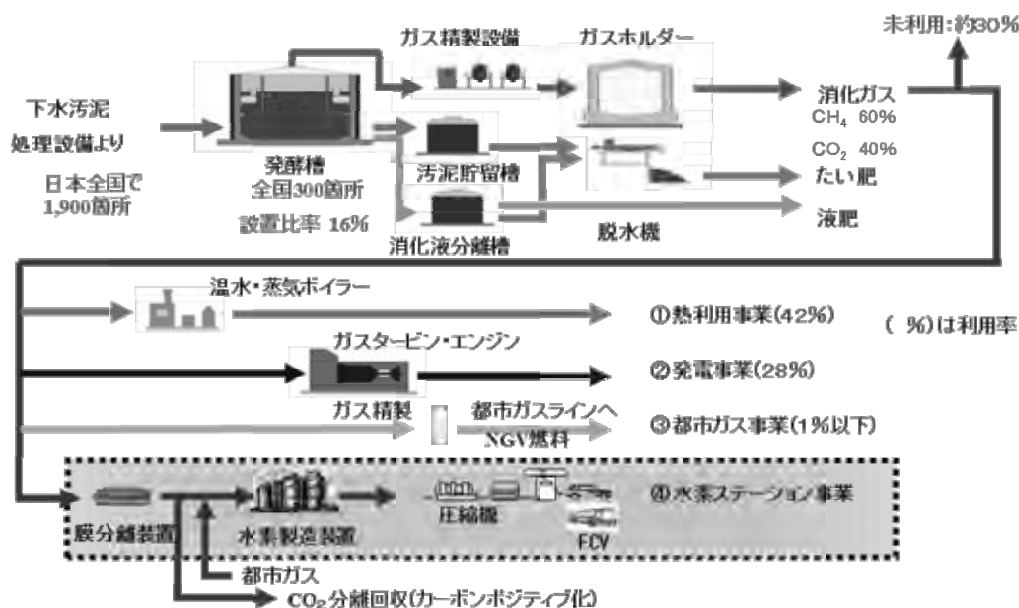 ガス精製設備
ガスホルダー
未利用:約30%
下水汚泥
処理設備より
日本全国で
1,900箇所
発酵槽
全国300箇所
設置比率 16%
汚泥貯留槽
消化液分離槽
脱水機
消化ガス
CH₄ 60%
CO₂ 40%
たい肥
液肥
温水・蒸気ボイラー
①熱利用事業(42%)
( %)は利用率
ガスタービン・エンジン
②発電事業(28%)
ガス精製
都市ガスラインへ
NGV燃料
③都市ガス事業(1%以下)
膜分離装置
水素製造装置
圧縮機
FCV
④水素ステーション事業
都市ガス
CO₂分離回収(カーボンポジティブ化)